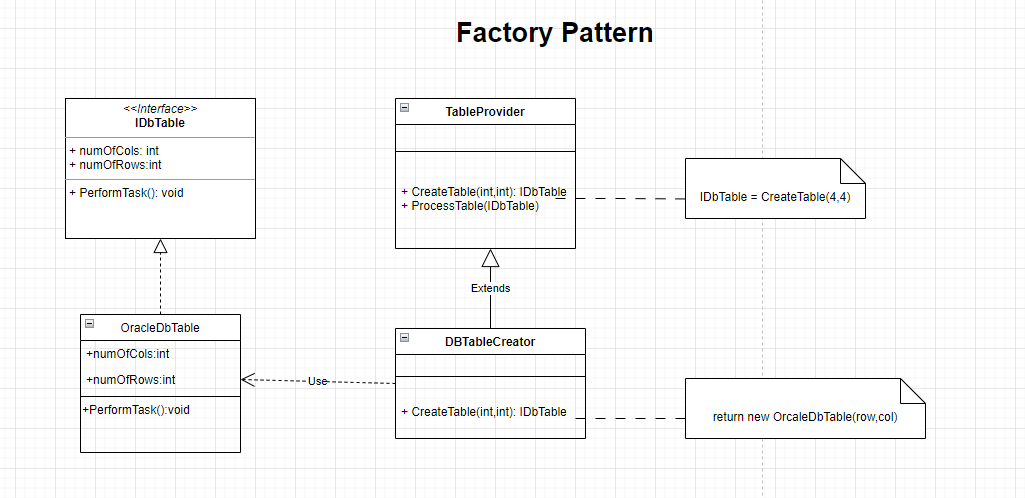 Factory Pattern
<<Interface>>
IDbTable
+ numOfCols: int
+ numOfRows:int
+ PerformTask(): void
TableProvider
+ CreateTable(int,int): IDbTable
+ ProcessTable(IDbTable)
IDbTable = CreateTable(4,4)
Extends
OracleDbTable
+numOfCols:int
+numOfRows:int
+PerformTask():void
Use
DBTableCreator
+ CreateTable(int,int): IDbTable
return new OrcaleDbTable(row,col)